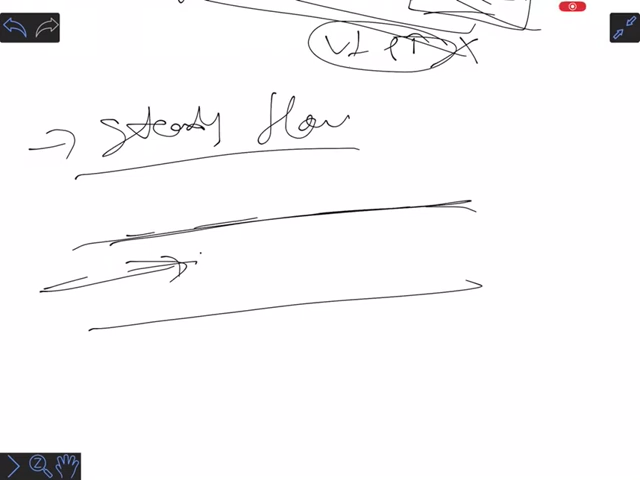 v↓ ρ↑ X
→ Steady flow